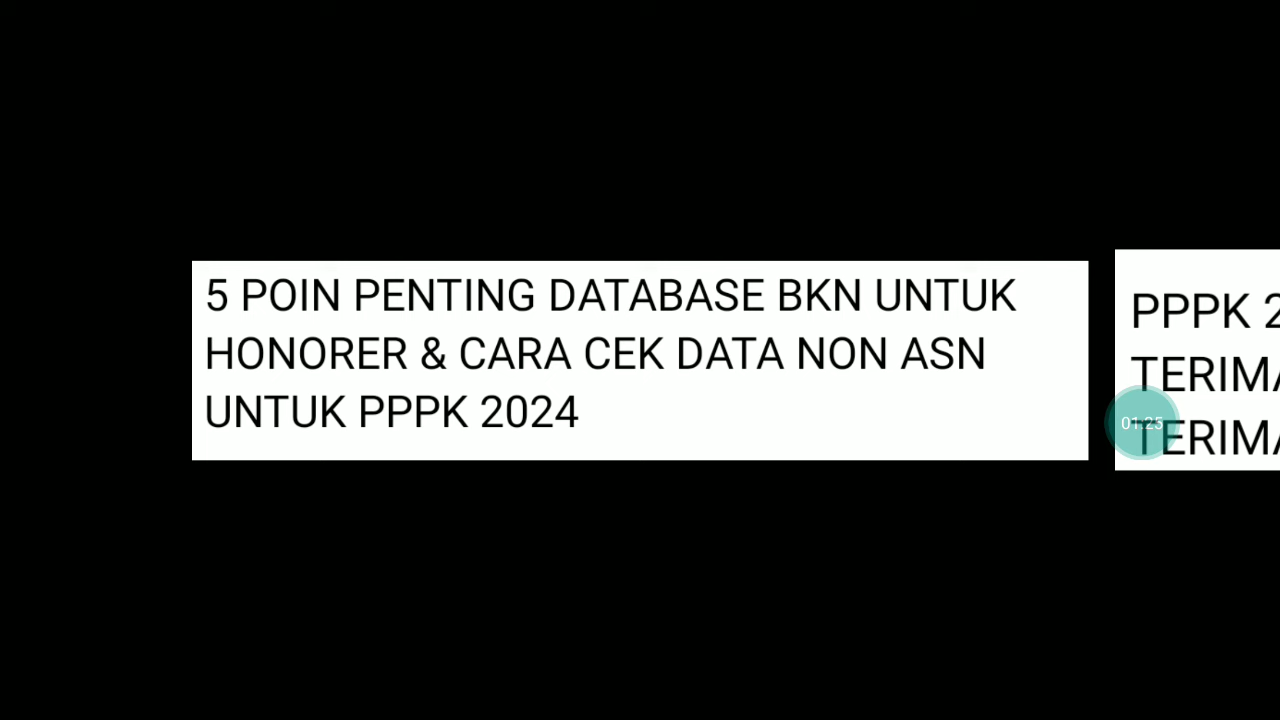 5 POIN PENTING DATABASE BKN UNTUK
HONORER & CARA CEK DATA NON ASN
UNTUK PPPK 2024
PPPK
01:25